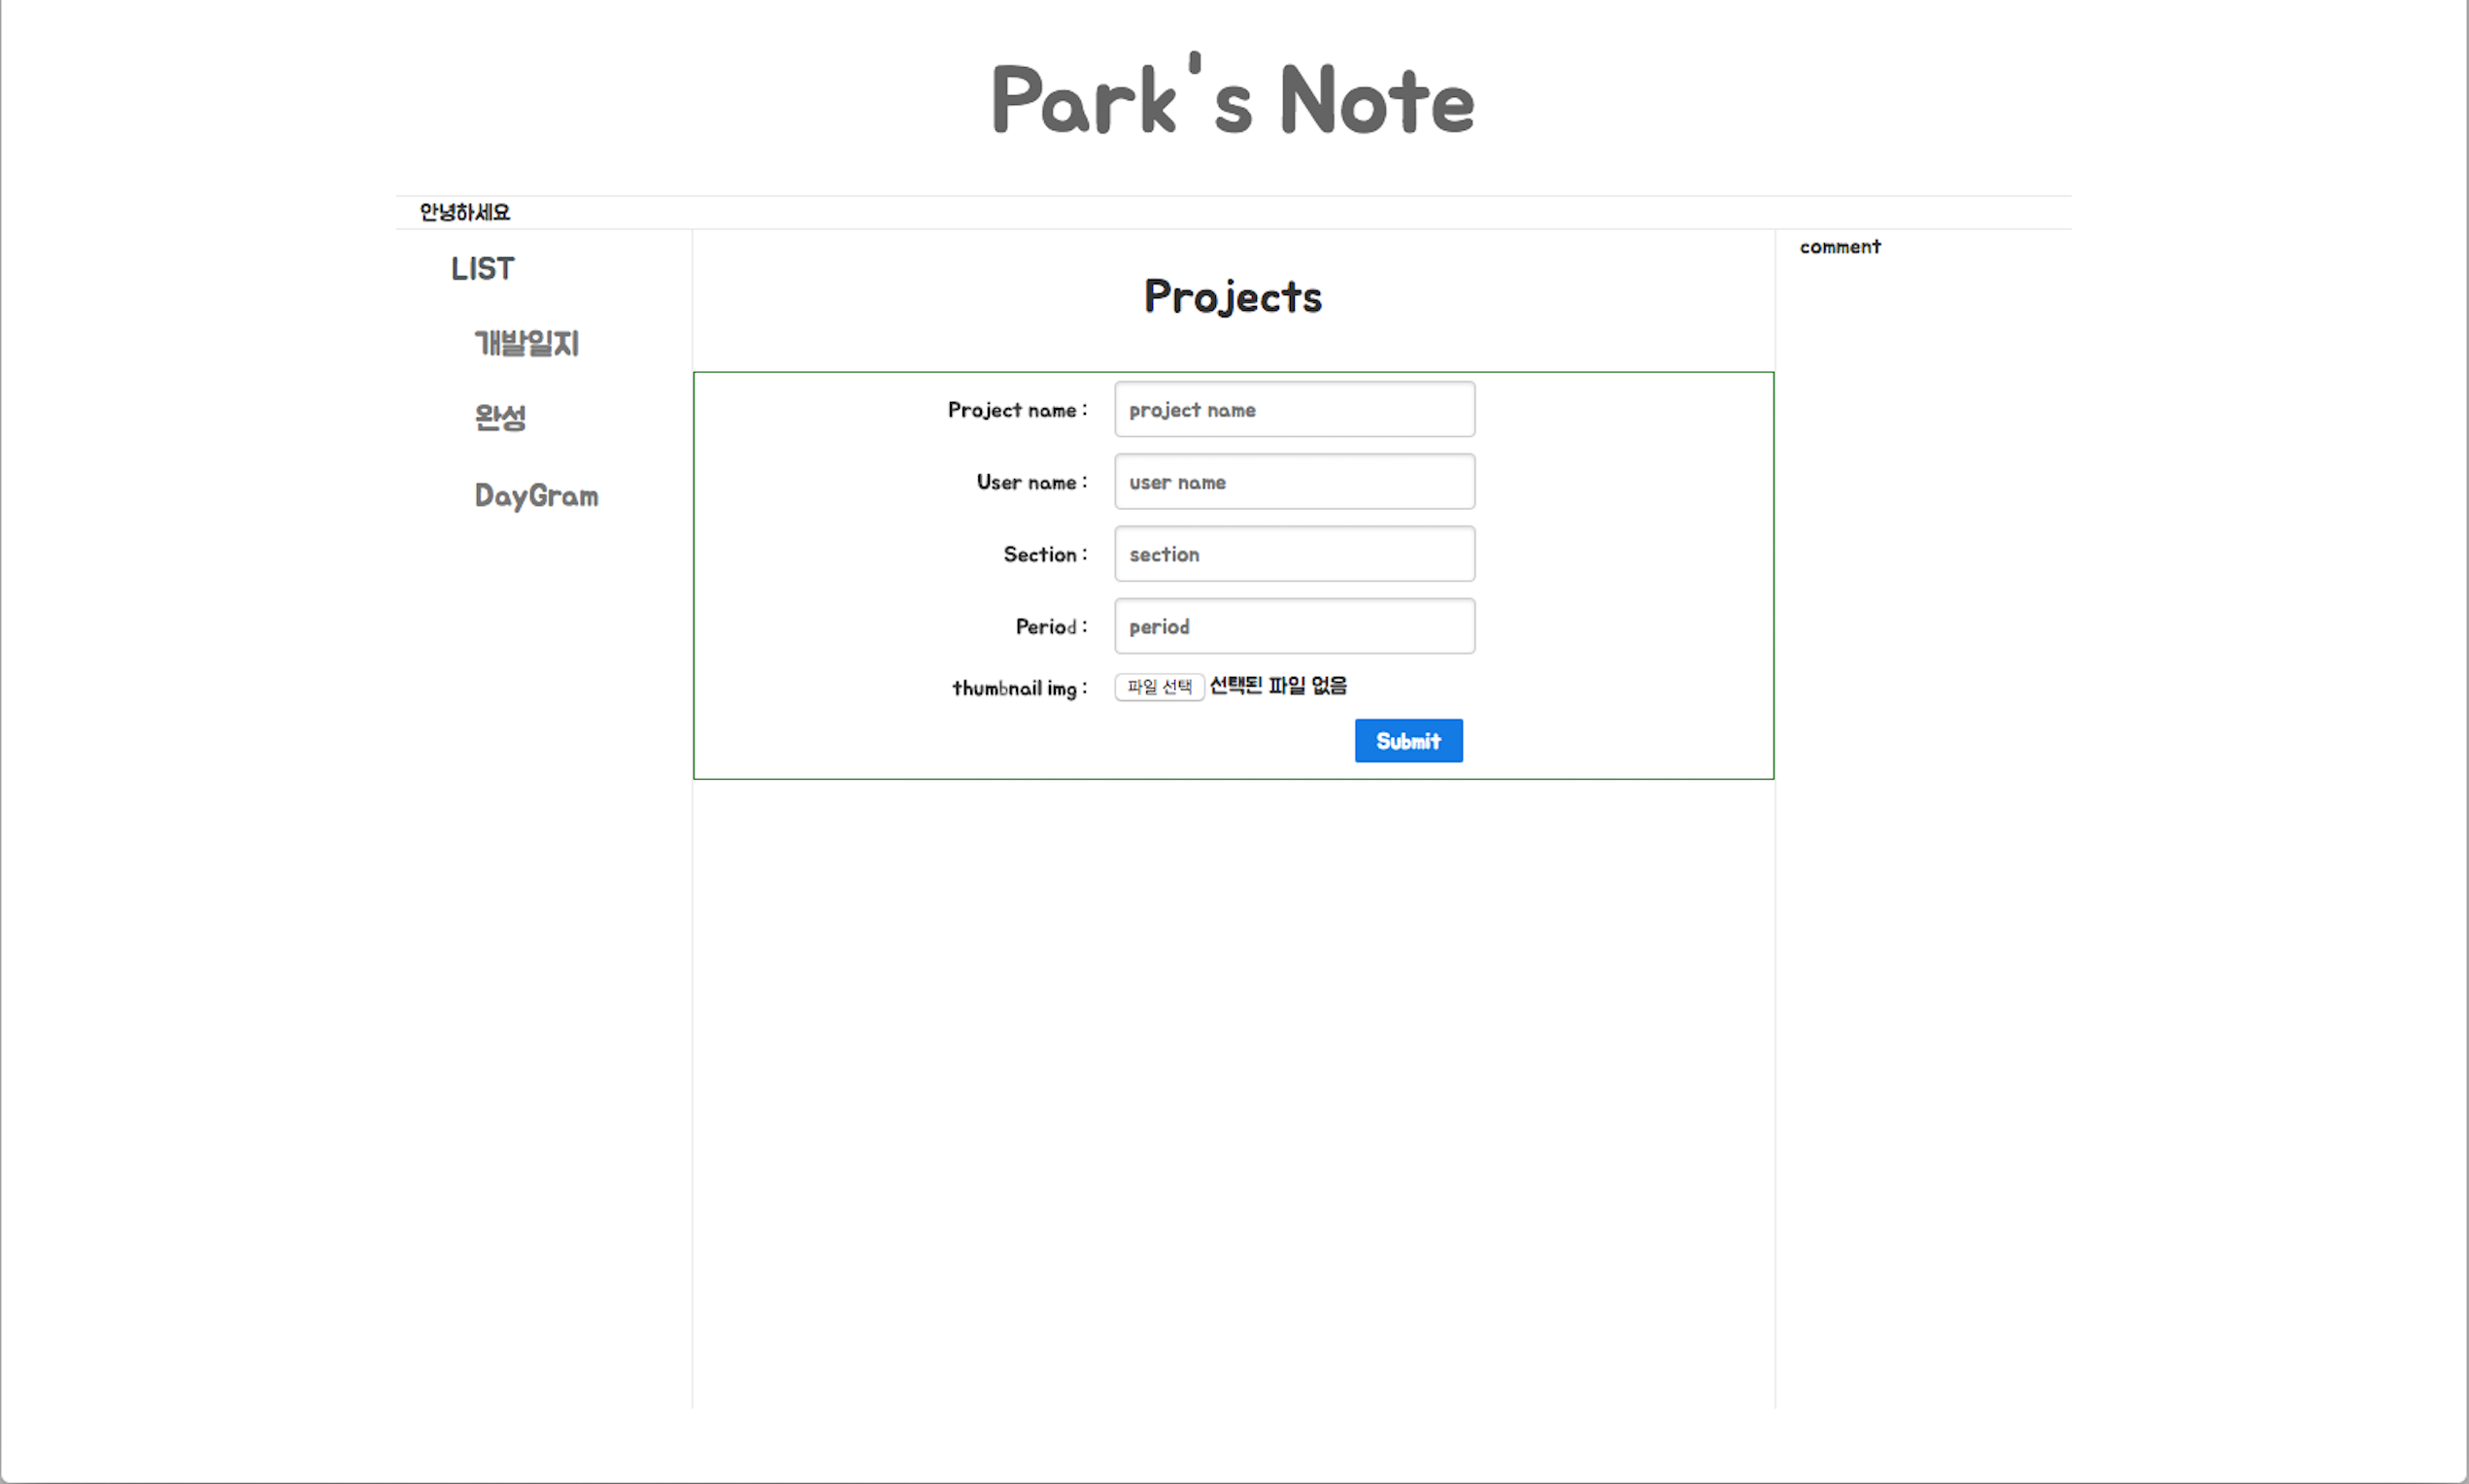 Park's Note
안녕하세요
LIST
개발일지
완성
DayGram
Projects
Project name : project name
User name : user name
Section : section
Period : period
thumbnail img : 파일 선택 선택된 파일 없음
Submit
comment